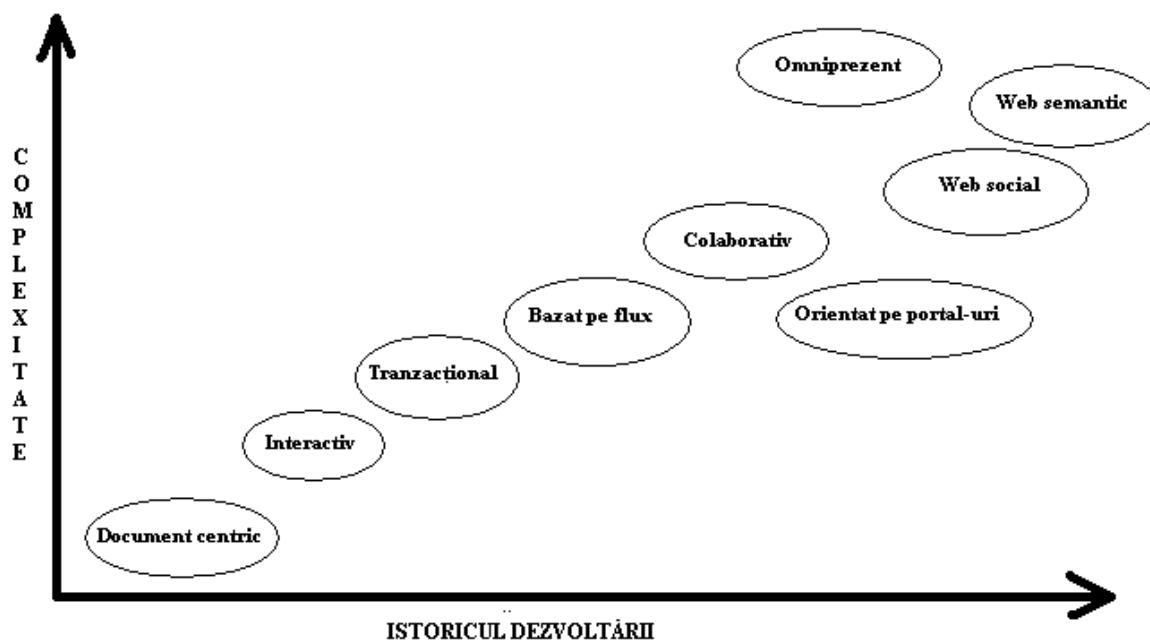 Omniprezent
Web semantic
Web social
Colaborativ
Bazat pe flux
Orientat pe portal-uri
Tranzacțional
Interactiv
Document centric
COMPLEXITATE
ISTORICUL DEZVOLTĂRII